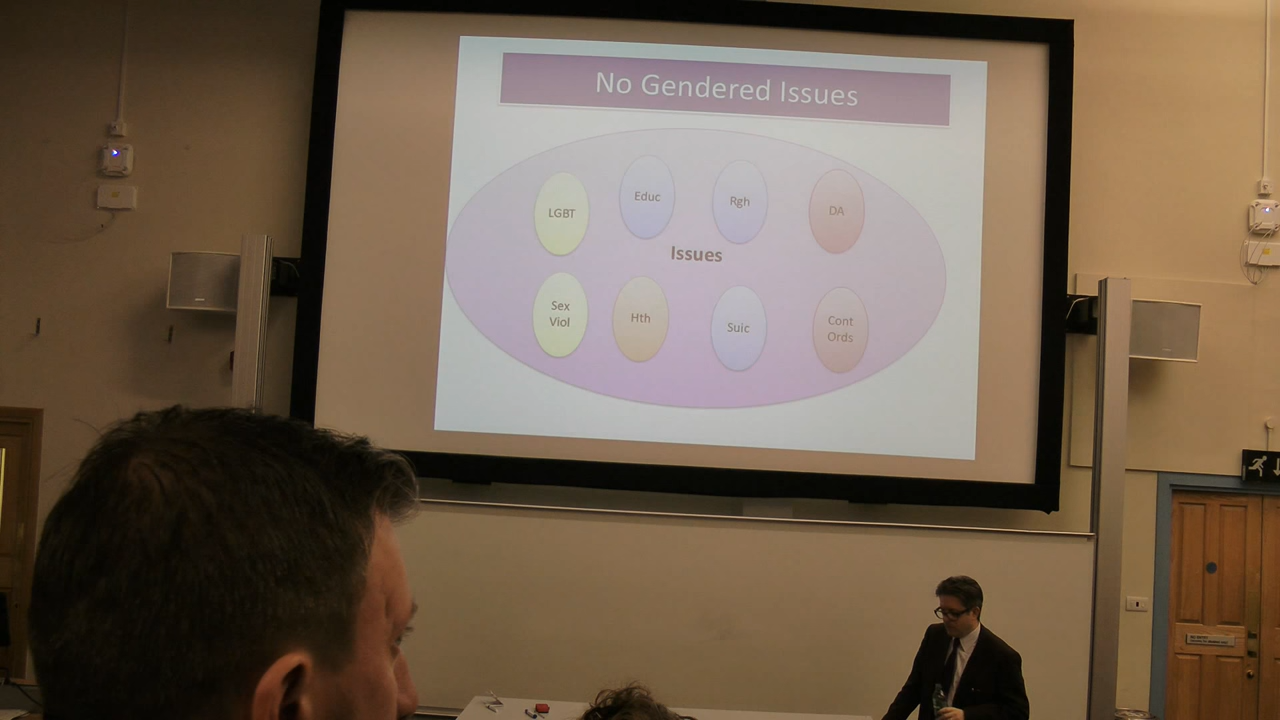 No Gendered Issues
LGBT
Educ
Rgh
DA
Issues
Sex
Viol
Hth
Suic
Cont
Ords